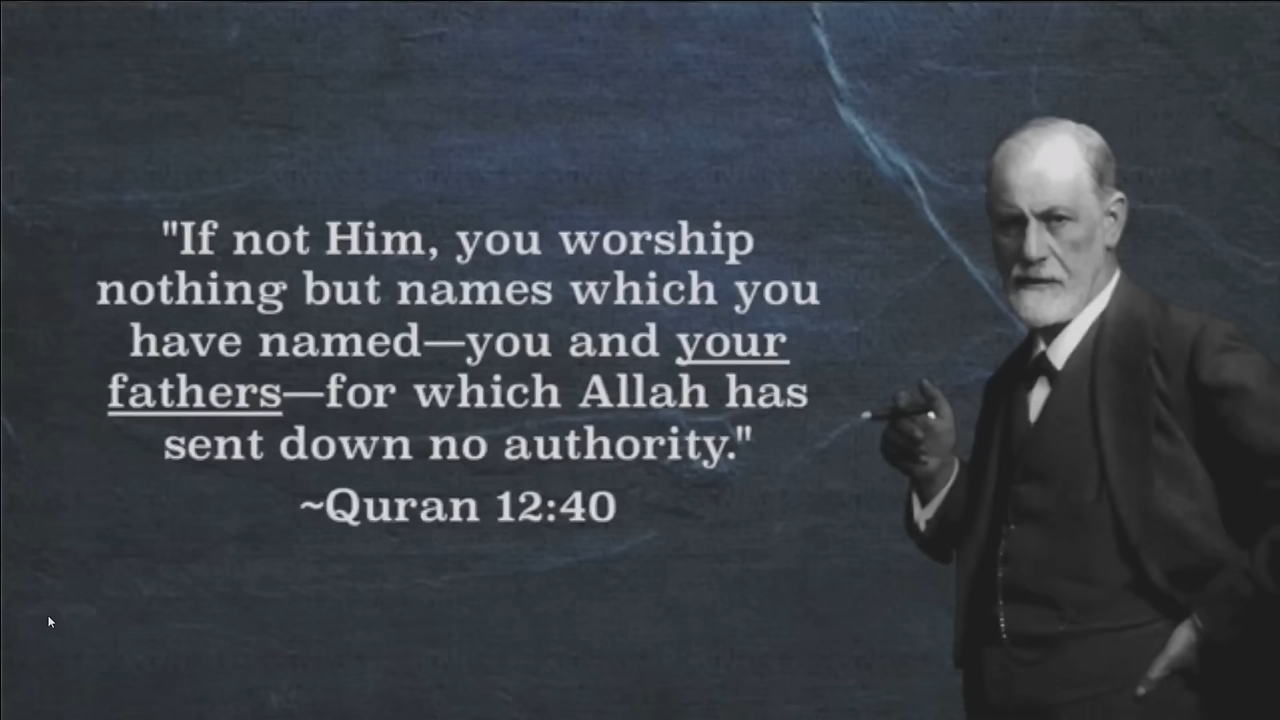 "If not Him, you worship
nothing but names which you
have named—you and your
fathers—for which Allah has
sent down no authority."
~Quran 12:40